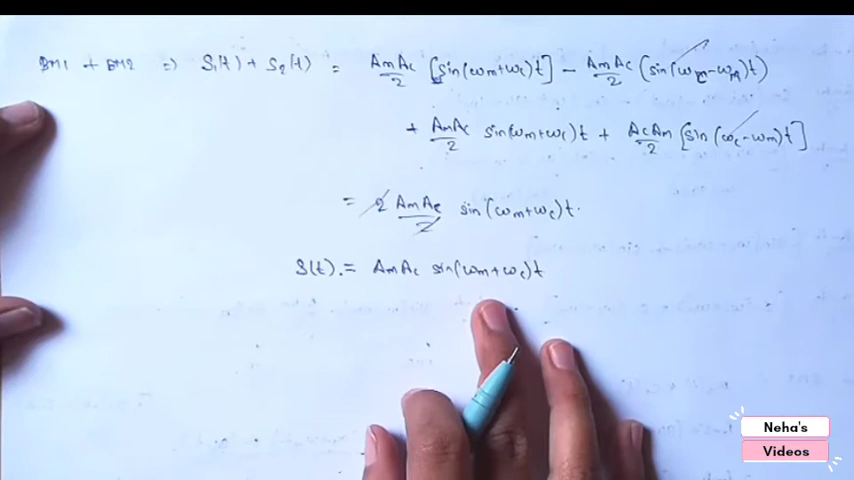 BM1 + BM2 ⇒ S₁(t) + S₂(t) = AmAc/2 [sin(ωm+ωc)t] - AmAc/2 (sin(ωc-ωm)t)
+ AmAc/2 sin(ωm+ωc)t + AcAm/2 [sin(ωc-ωm)t]
= 2 AmAc/2 sin(ωm+ωc)t.
S(t). = AmAc sin(ωm+ωc)t
Neha's
Videos